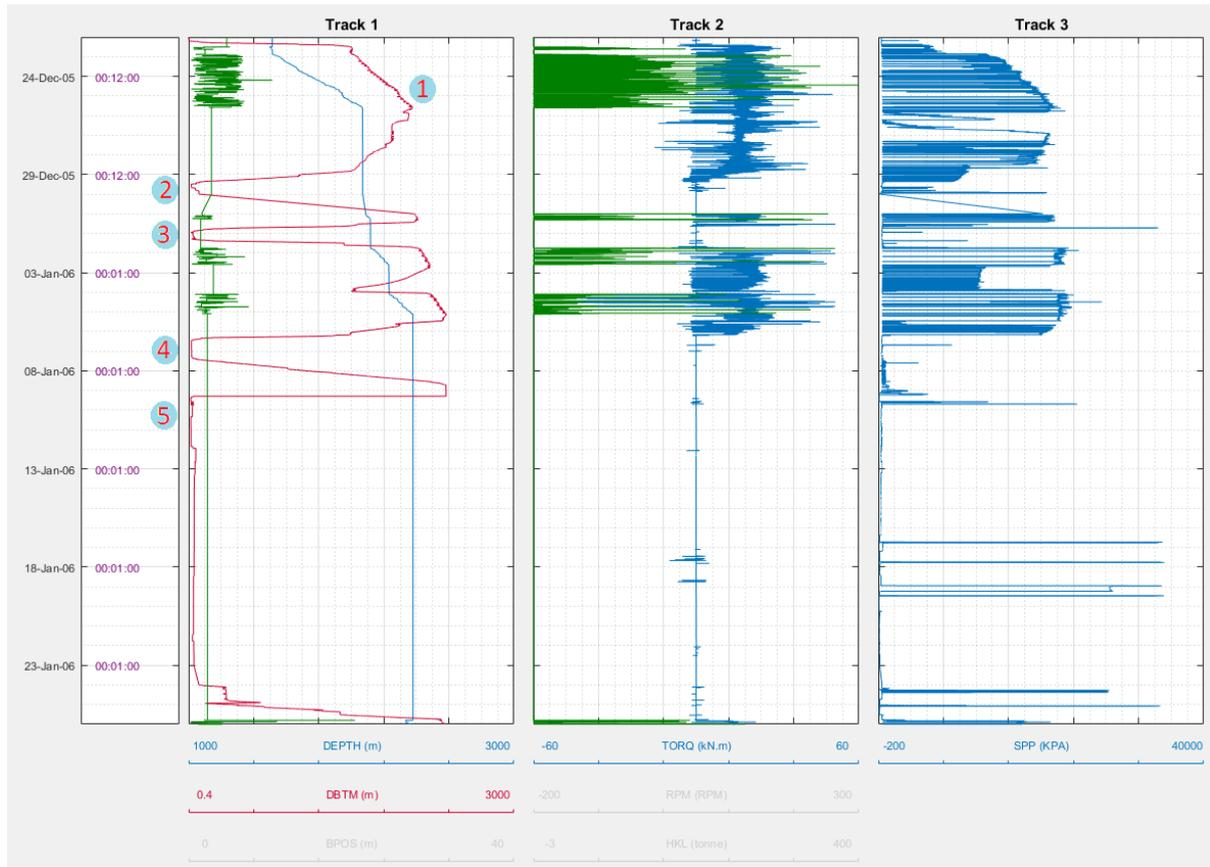 Track 1 Track 2 Track 3
24-Dec-05 00:12:00
1
29-Dec-05 00:12:00
2
3
03-Jan-06 00:01:00
4
08-Jan-06 00:01:00
5
13-Jan-06 00:01:00
18-Jan-06 00:01:00
23-Jan-06 00:01:00
1000 DEPTH (m) 3000 -60 TORQ (kN.m) 60 -200 SPP (KPA) 40000
0.4 DBTM (m) 3000 -200 RPM (RPM) 300
0 BPOS (m) 40 -3 HKL (tonne) 400